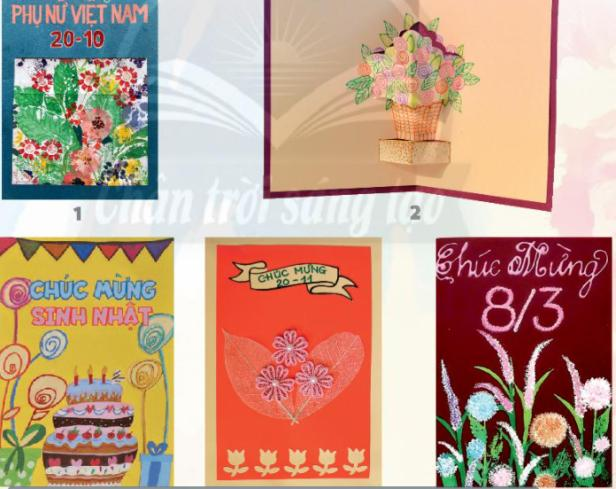 PHỤ NỮ VIỆT NAM
20-10
1
2
Chân trời sáng tạo
CHÚC MỪNG
SINH NHẬT
CHÚC MỪNG
20 - 11
Chúc Mừng
8/3